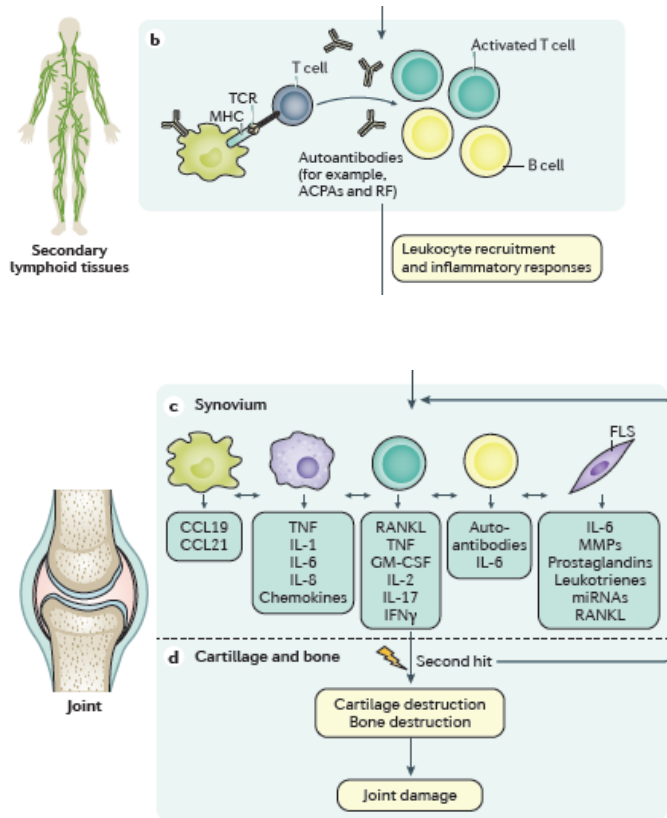 b
Activated T cell
T cell
TCR
MHC
Autoantibodies
(for example,
ACPAs and RF)
B cell
Secondary
lymphoid tissues
Leukocyte recruitment
and inflammatory responses
c Synovium
FLS
CCL19
CCL21
TNF
IL-1
IL-6
IL-8
Chemokines
RANKL
TNF
GM-CSF
IL-2
IL-17
IFNγ
Auto-
antibodies
IL-6
IL-6
MMPs
Prostaglandins
Leukotrienes
miRNAs
RANKL
d Cartillage and bone
Second hit
Joint
Cartilage destruction
Bone destruction
Joint damage